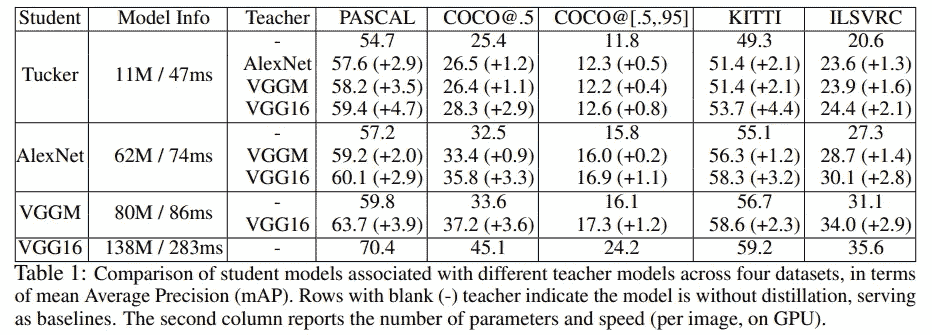 Student Model Info Teacher PASCAL COCO@.5 COCO@[.5,.95] KITTI ILSVRC
- 54.7 25.4 11.8 49.3 20.6
AlexNet 57.6 (+2.9) 26.5 (+1.2) 12.3 (+0.5) 51.4 (+2.1) 23.6 (+1.3)
Tucker 11M / 47ms
VGGM 58.2 (+3.5) 26.4 (+1.1) 12.2 (+0.4) 51.4 (+2.1) 23.9 (+1.6)
VGG16 59.4 (+4.7) 28.3 (+2.9) 12.6 (+0.8) 53.7 (+4.4) 24.4 (+2.1)
- 57.2 32.5 15.8 55.1 27.3
AlexNet 62M / 74ms VGGM 59.2 (+2.0) 33.4 (+0.9) 16.0 (+0.2) 56.3 (+1.2) 28.7 (+1.4)
VGG16 60.1 (+2.9) 35.8 (+3.3) 16.9 (+1.1) 58.3 (+3.2) 30.1 (+2.8)
- 59.8 33.6 16.1 56.7 31.1
VGGM 80M / 86ms
VGG16 63.7 (+3.9) 37.2 (+3.6) 17.3 (+1.2) 58.6 (+2.3) 34.0 (+2.9)
VGG16 138M / 283ms - 70.4 45.1 24.2 59.2 35.6
Table 1: Comparison of student models associated with different teacher models across four datasets, in terms
of mean Average Precision (mAP). Rows with blank (-) teacher indicate the model is without distillation, serving
as baselines. The second column reports the number of parameters and speed (per image, on GPU).